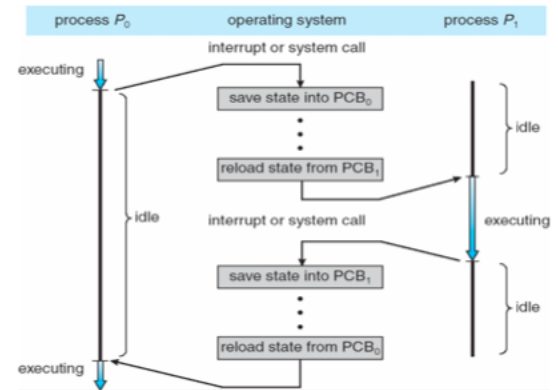 process P0 operating system process P1
interrupt or system call
executing
save state into PCB0
idle
reload state from PCB1
idle
interrupt or system call
executing
save state into PCB1
idle
reload state from PCB0
executing